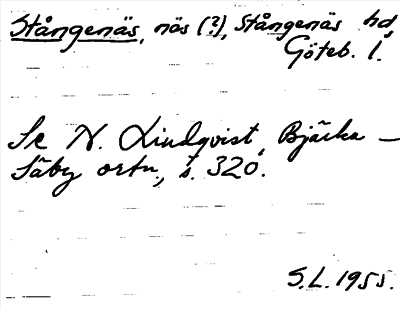 Stångenäs, näs (?), Stångenäs hd,
Göteb. l.
Se N. Lindqvist, Bjärka –
Säby ortn., s. 320.
S.L. 1955.